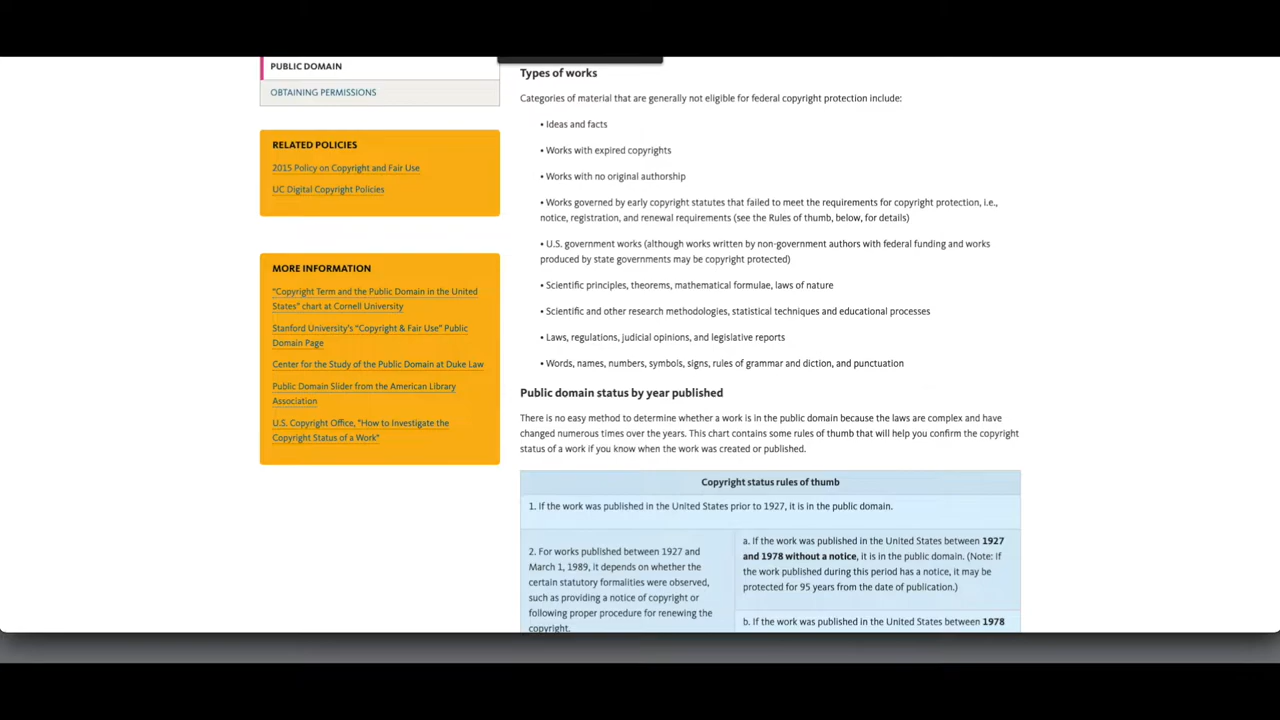 PUBLIC DOMAIN
OBTAINING PERMISSIONS
RELATED POLICIES
2015 Policy on Copyright and Fair Use
UC Digital Copyright Policies
MORE INFORMATION
"Copyright Term and the Public Domain in the United
States" chart at Cornell University
Stanford University's "Copyright & Fair Use" Public
Domain Page
Center for the Study of the Public Domain at Duke Law
Public Domain Slider from the American Library
Association
U.S. Copyright Office, "How to Investigate the
Copyright Status of a Work"
Types of works
Categories of material that are generally not eligible for federal copyright protection include:
• Ideas and facts
• Works with expired copyrights
• Works with no original authorship
• Works governed by early copyright statutes that failed to meet the requirements for copyright protection, i.e.,
notice, registration, and renewal requirements (see the Rules of thumb, below, for details)
• U.S. government works (although works written by non-government authors with federal funding and works
produced by state governments may be copyright protected)
• Scientific principles, theorems, mathematical formulae, laws of nature
• Scientific and other research methodologies, statistical techniques and educational processes
• Laws, regulations, judicial opinions, and legislative reports
• Words, names, numbers, symbols, signs, rules of grammar and diction, and punctuation
Public domain status by year published
There is no easy method to determine whether a work is in the public domain because the laws are complex and have
changed numerous times over the years. This chart contains some rules of thumb that will help you confirm the copyright
status of a work if you know when the work was created or published.
Copyright status rules of thumb
1. If the work was published in the United States prior to 1927, it is in the public domain.
2. For works published between 1927 and
March 1, 1989, it depends on whether the
certain statutory formalities were observed,
such as providing a notice of copyright or
following proper procedure for renewing the
copyright.
a. If the work was published in the United States between 1927
and 1978 without a notice, it is in the public domain. (Note: If
the work published during this period has a notice, it may be
protected for 95 years from the date of publication.)
b. If the work was published in the United States between 1978